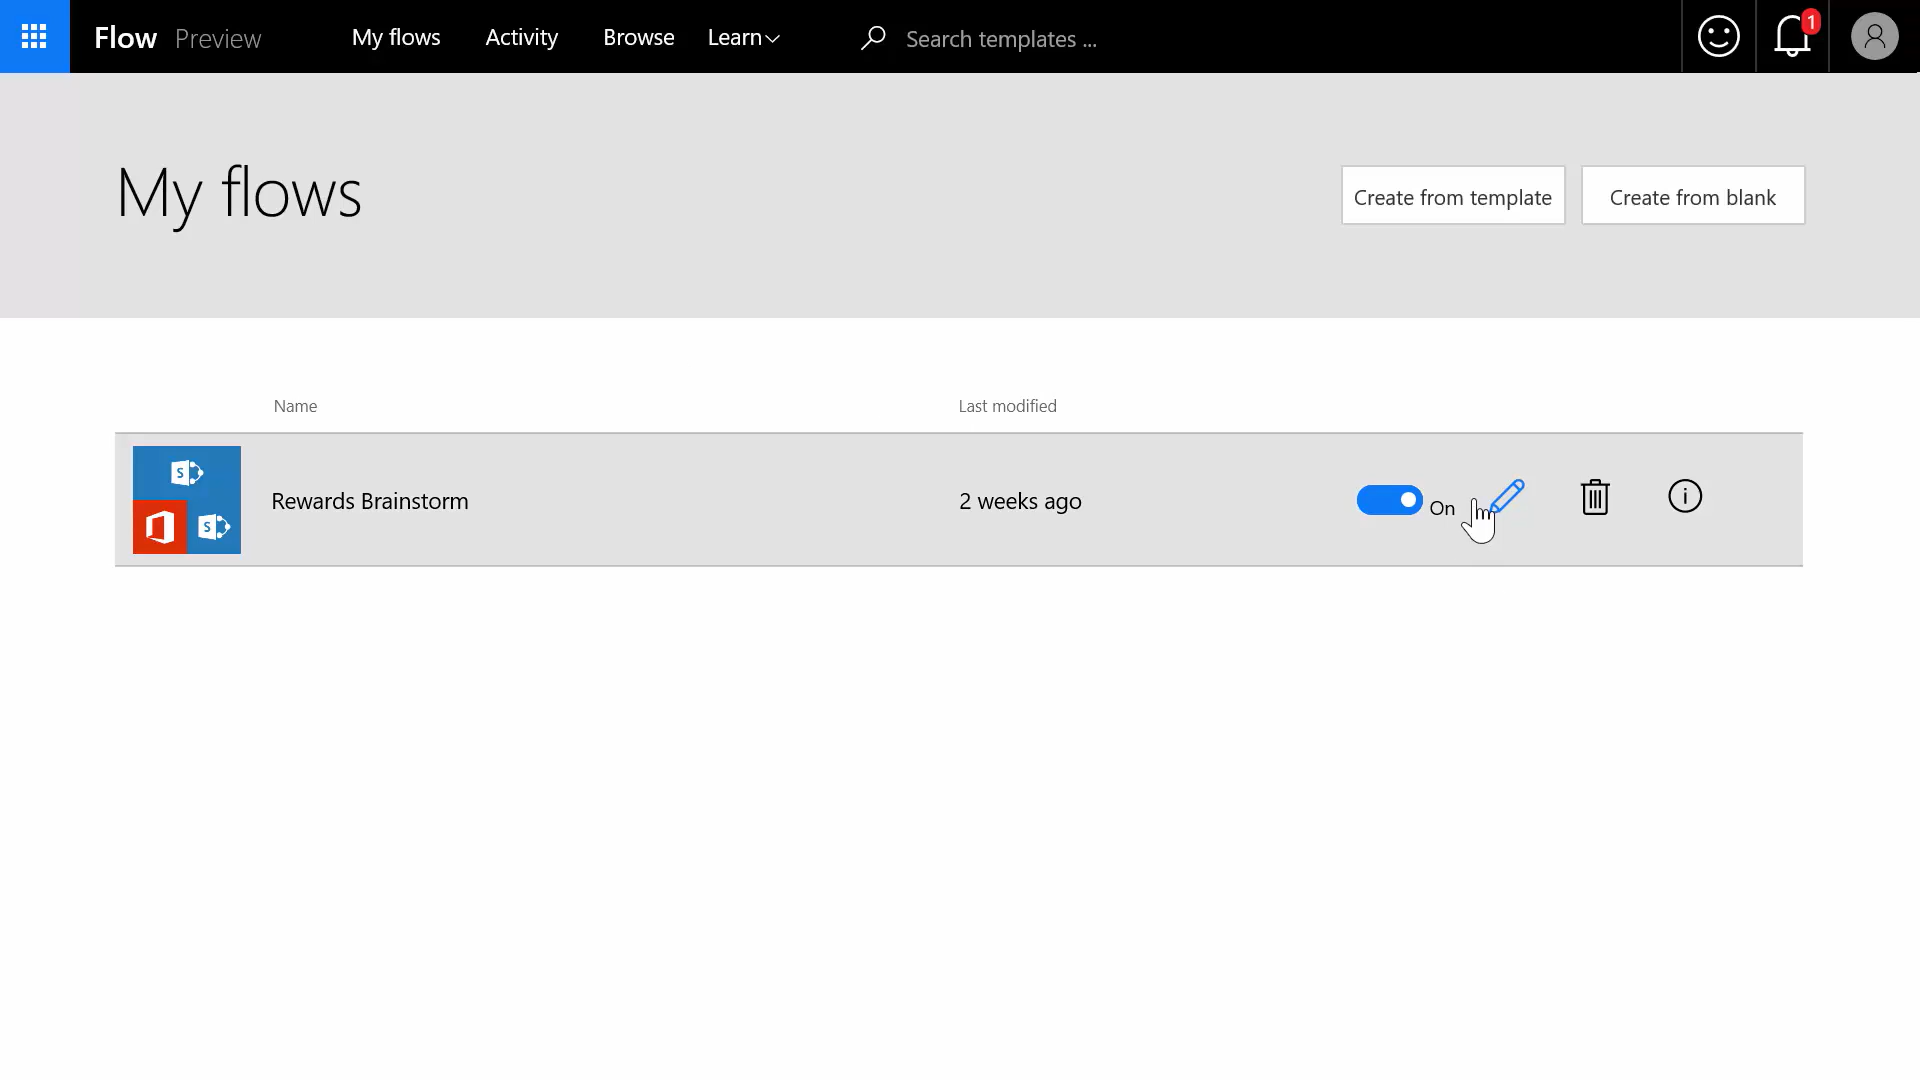 Flow Preview My flows Activity Browse Learn Search templates ... 1
My flows
Create from template Create from blank
Name Last modified
Rewards Brainstorm 2 weeks ago On
S
S